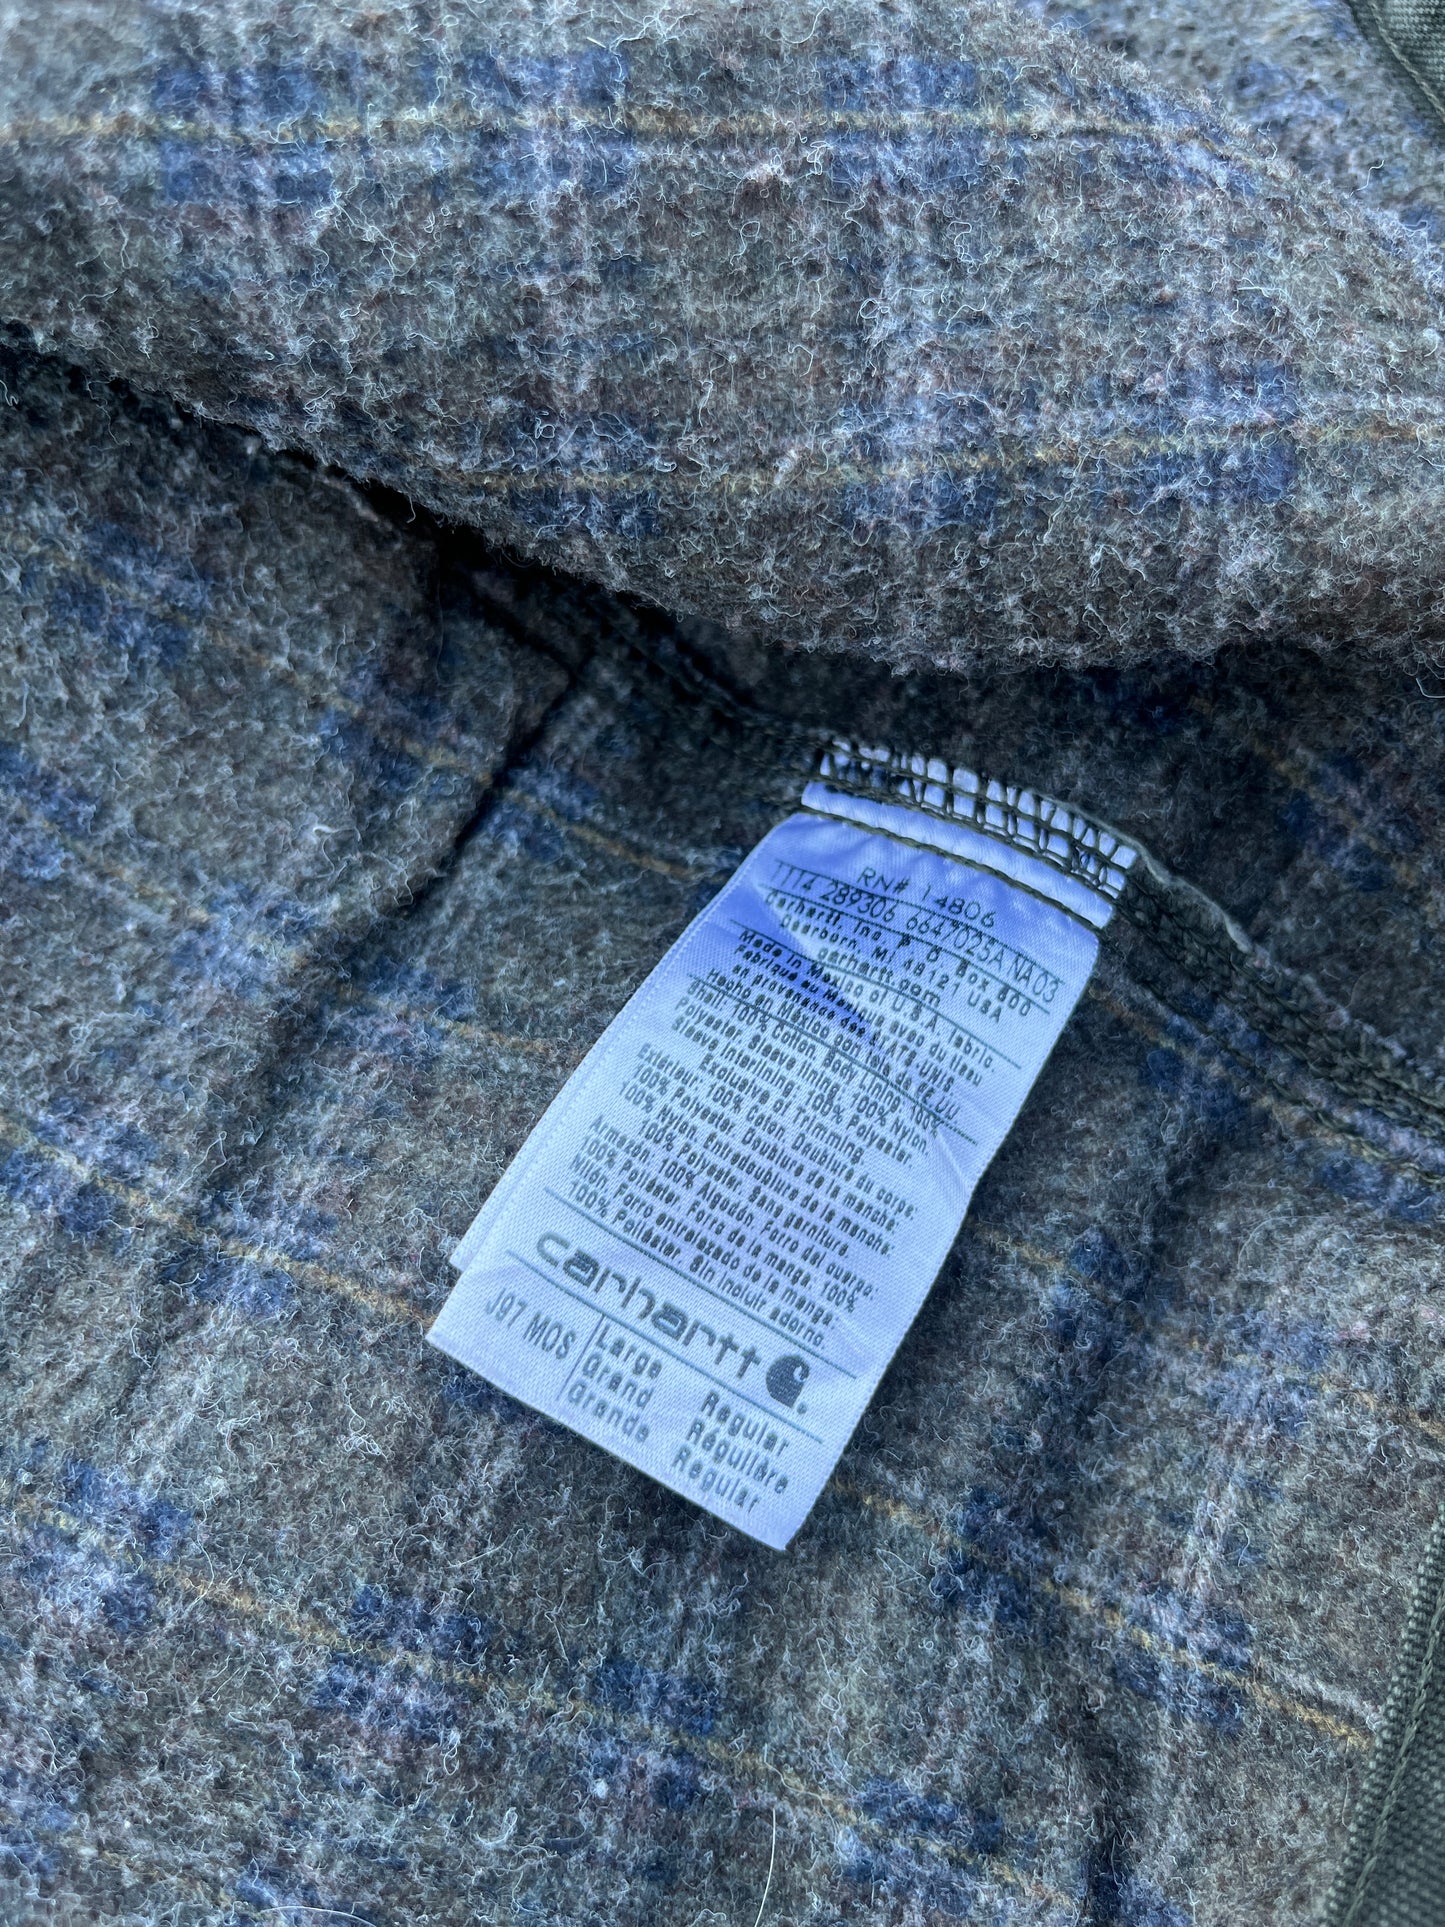 RN# 14806
1114 289306 6647025A NA 03
Carhartt, Inc. P O Box 600
Dearborn, MI 48121 USA
carhartt.com
Made in Mexico of U.S.A. fabric
Fabriqué au Mexique avec du tissu
en provenance des ÉTATS-UNIS
Hecho en México con tela de EE.UU.
Shell: 100% Cotton, Body Lining: 100%
Polyester, Sleeve lining: 100% Nylon
Sleeve Interlining: 100% Polyester.
Exclusive of Trimming.
Extérieur: 100% Coton, Doublure du corps:
100% Polyester, Doublure de la manche:
100% Nylon, Entredoublure de la manche:
100% Polyester. Sans garniture.
Armazón: 100% Algodón, Forro del cuerpo:
100% Poliéster, Forro de la manga: 100%
Nilón, Forro entrelazado de la manga:
100% Poliéster. Sin incluir adorno.
carhartt
J97 MOS
Large Regular
Grand Régulière
Grande Regular